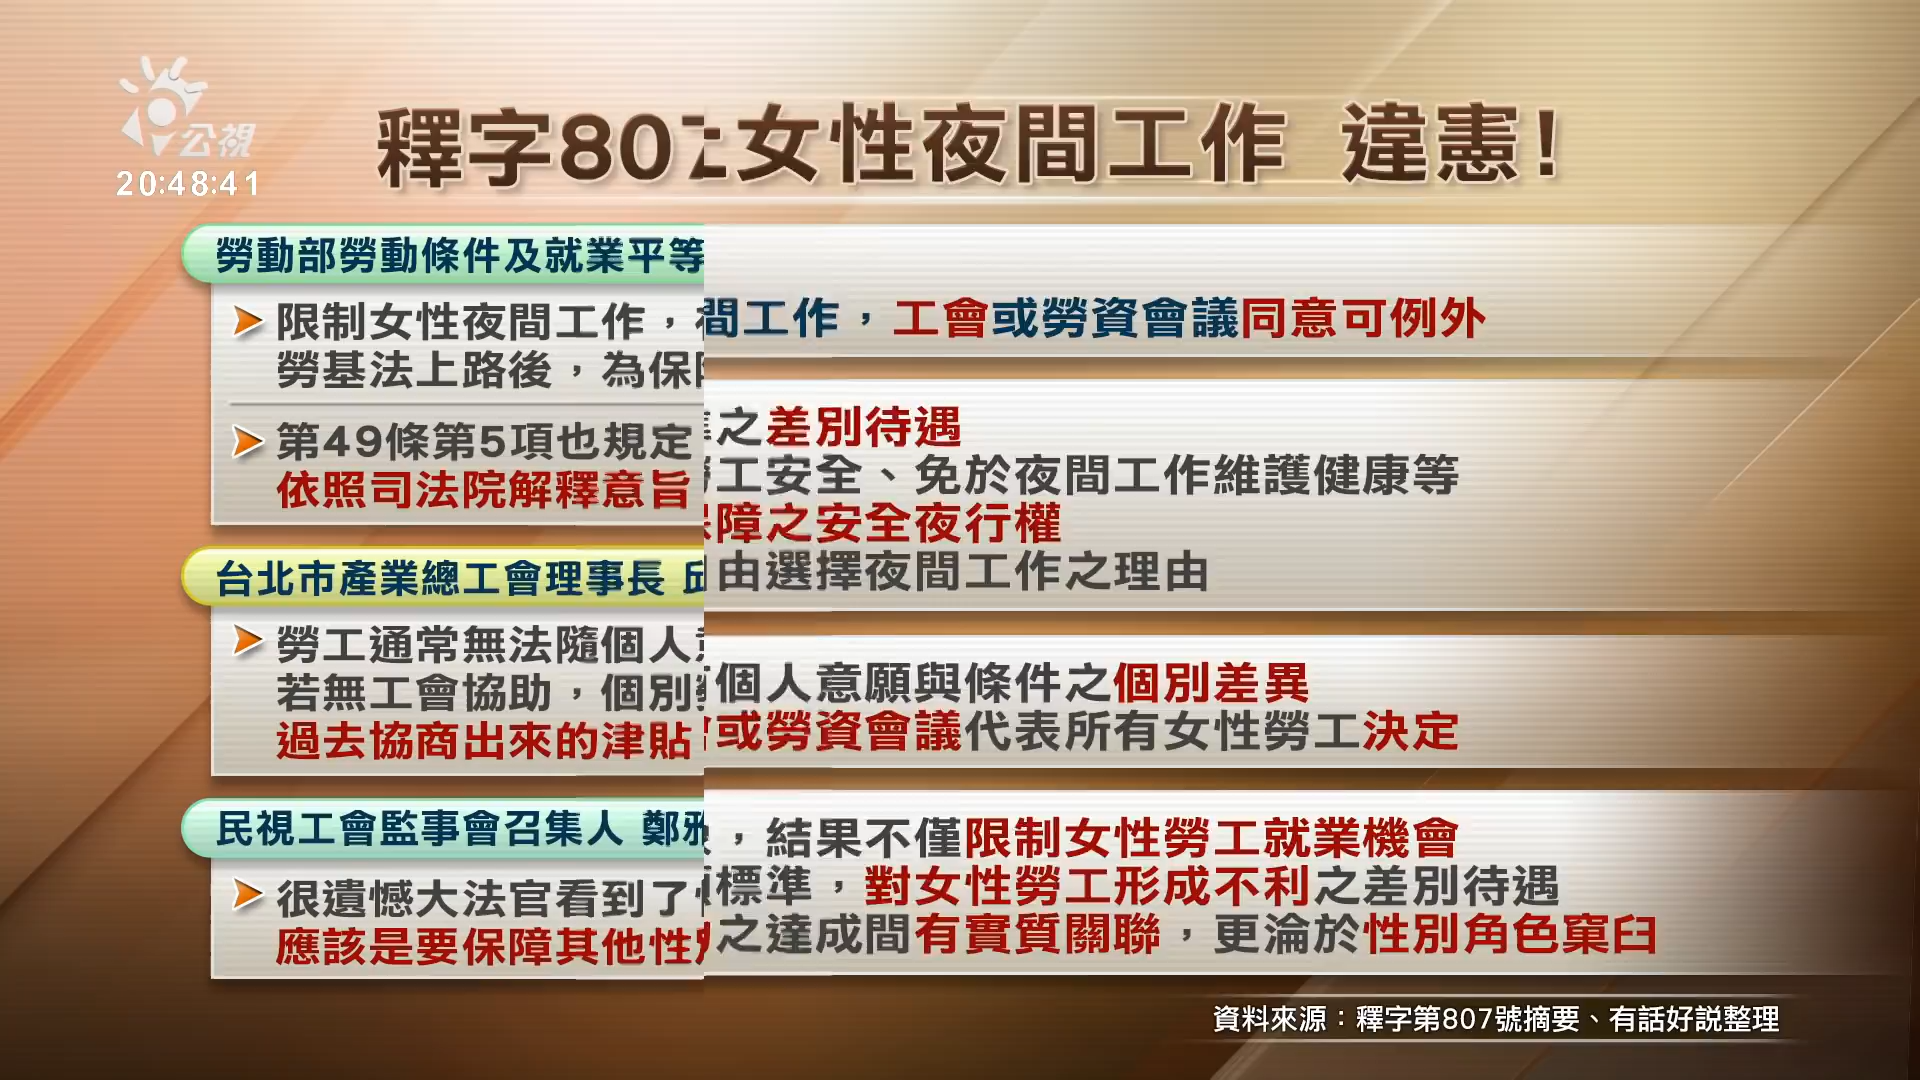 公視
20:48:41
釋字80
女性夜間工作 違憲!
勞動部勞動條件及就業平等
限制女性夜間工作，
勞基法上路後，為保
第49條第5項也規定
依照司法院解釋意旨
台北市產業總工會理事長
勞工通常無法隨個人
若無工會協助，個別
過去協商出來的津貼
民視工會監事會召集人 鄭
很遺憾大法官看到了
應該是要保障其他性
間工作，工會或勞資會議同意可例外
之差別待遇
工安全、免於夜間工作維護健康等
障之安全夜行權
由選擇夜間工作之理由
個人意願與條件之個別差異
或勞資會議代表所有女性勞工決定
，結果不僅限制女性勞工就業機會
標準，對女性勞工形成不利之差別待遇
之達成間有實質關聯，更淪於性別角色窠臼
資料來源：釋字第807號摘要、有話好説整理